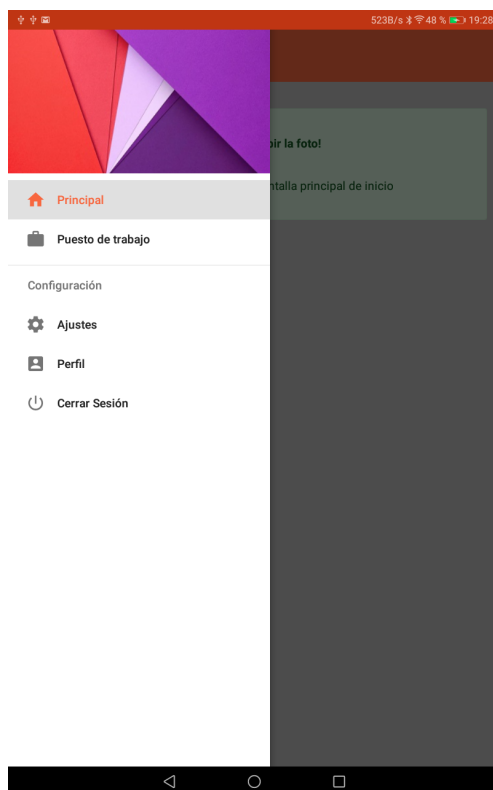 523B/s 48 % 19:28
bir la foto!
Principal
ntalla principal de inicio
Puesto de trabajo
Configuración
Ajustes
Perfil
Cerrar Sesión